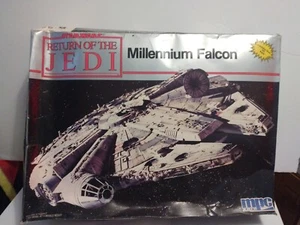 RETURN OF THE
JEDI
Millennium Falcon
mpc